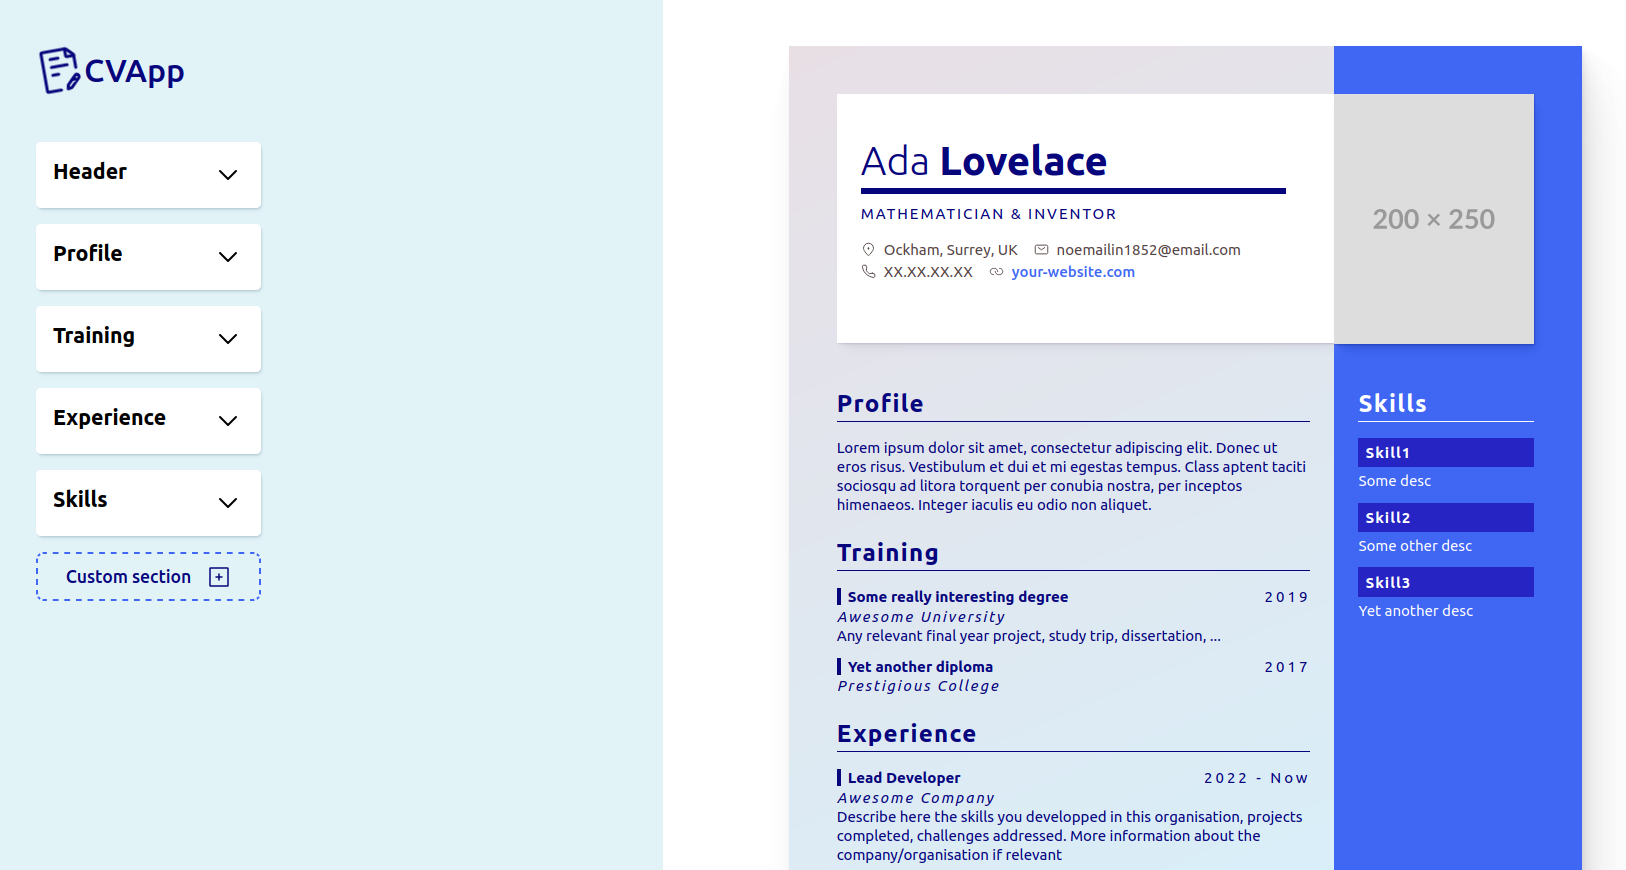 CVApp
Header
Profile
Training
Experience
Skills
Custom section
Ada Lovelace
MATHEMATICIAN & INVENTOR
Ockham, Surrey, UK noemailin1852@email.com
XX.XX.XX.XX your-website.com
200 × 250
Profile
Lorem ipsum dolor sit amet, consectetur adipiscing elit. Donec ut
eros risus. Vestibulum et dui et mi egestas tempus. Class aptent taciti
sociosqu ad litora torquent per conubia nostra, per inceptos
himenaeos. Integer iaculis eu odio non aliquet.
Training
Some really interesting degree 2019
Awesome University
Any relevant final year project, study trip, dissertation, ...
Yet another diploma 2017
Prestigious College
Experience
Lead Developer 2022 - Now
Awesome Company
Describe here the skills you developped in this organisation, projects
completed, challenges addressed. More information about the
company/organisation if relevant
Skills
Skill1
Some desc
Skill2
Some other desc
Skill3
Yet another desc